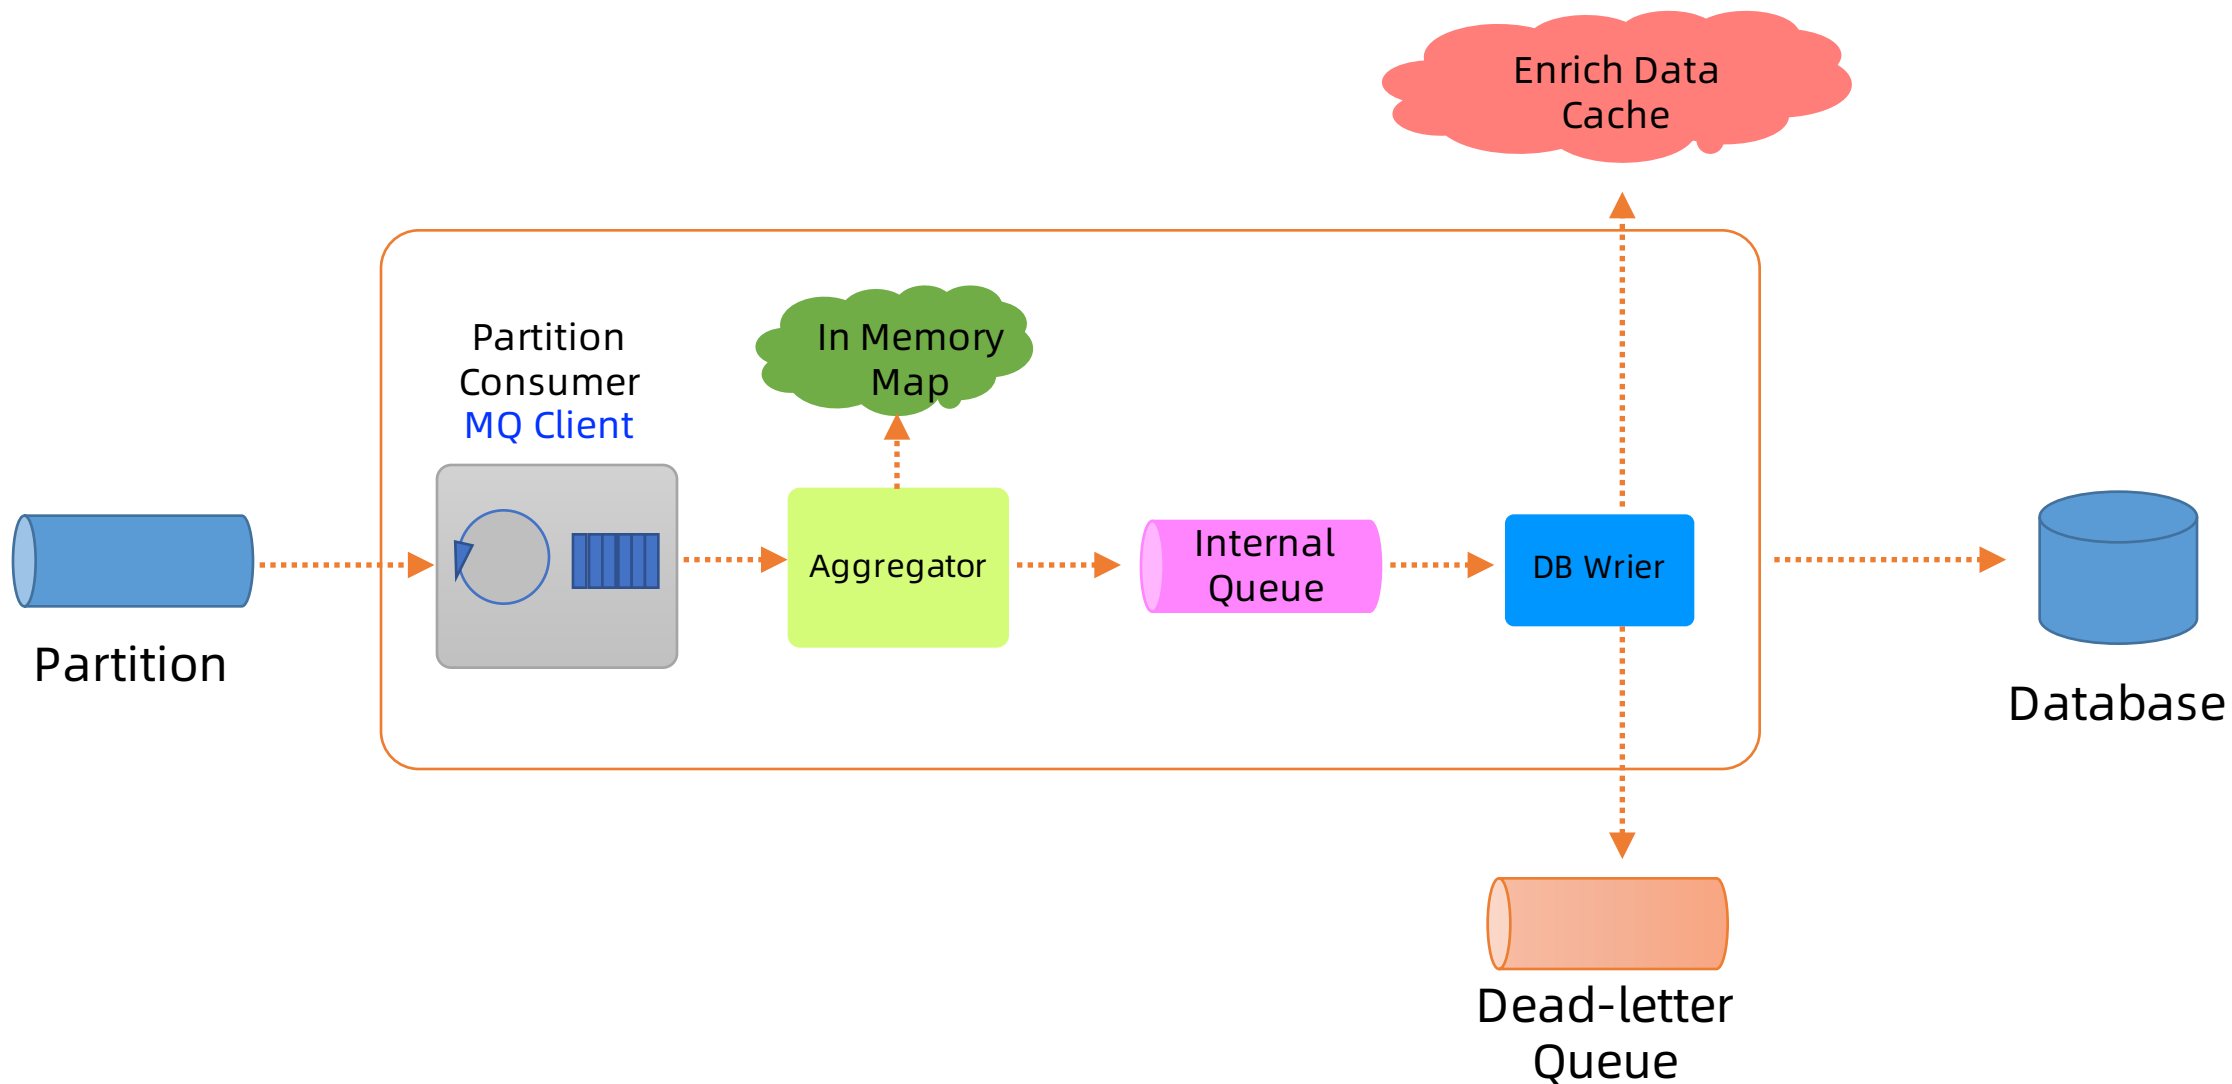 Enrich Data
Cache
Partition
Consumer
MQ Client
In Memory
Map
Partition
Aggregator
Internal
Queue
DB Wrier
Database
Dead-letter
Queue